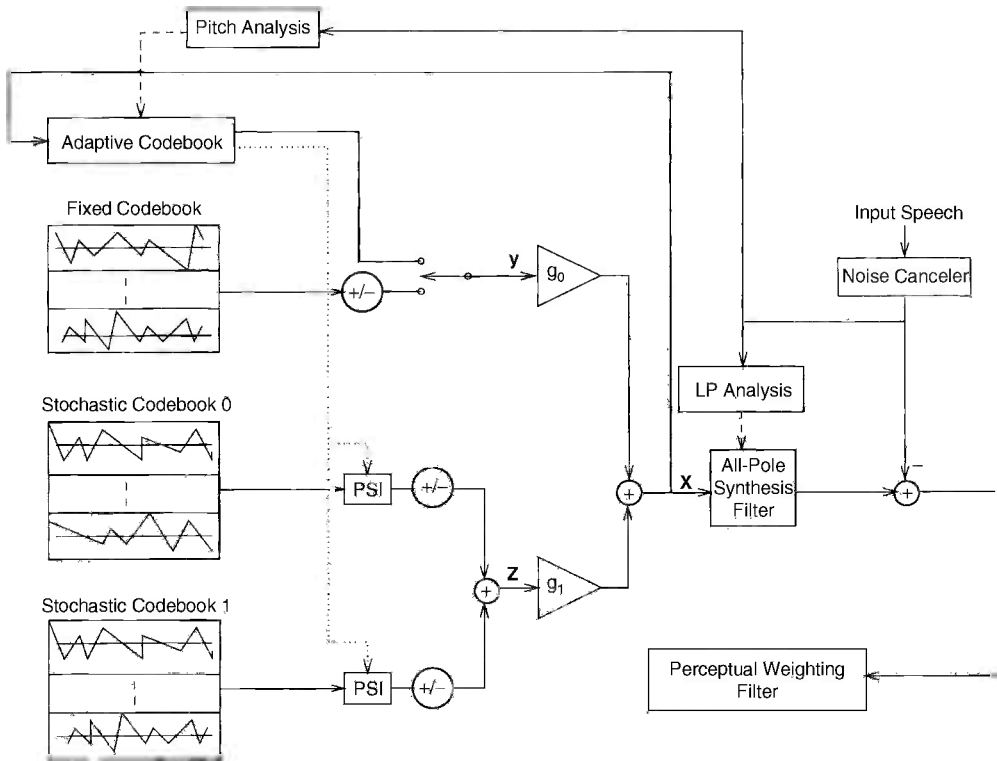 Pitch Analysis
Adaptive Codebook
Fixed Codebook
Input Speech
y
g0
+/−
Noise Canceler
LP Analysis
Stochastic Codebook 0
All-Pole
Synthesis
Filter
−
PSI
+/−
+
X
+
Z
g1
+
Stochastic Codebook 1
PSI
+/−
Perceptual Weighting
Filter